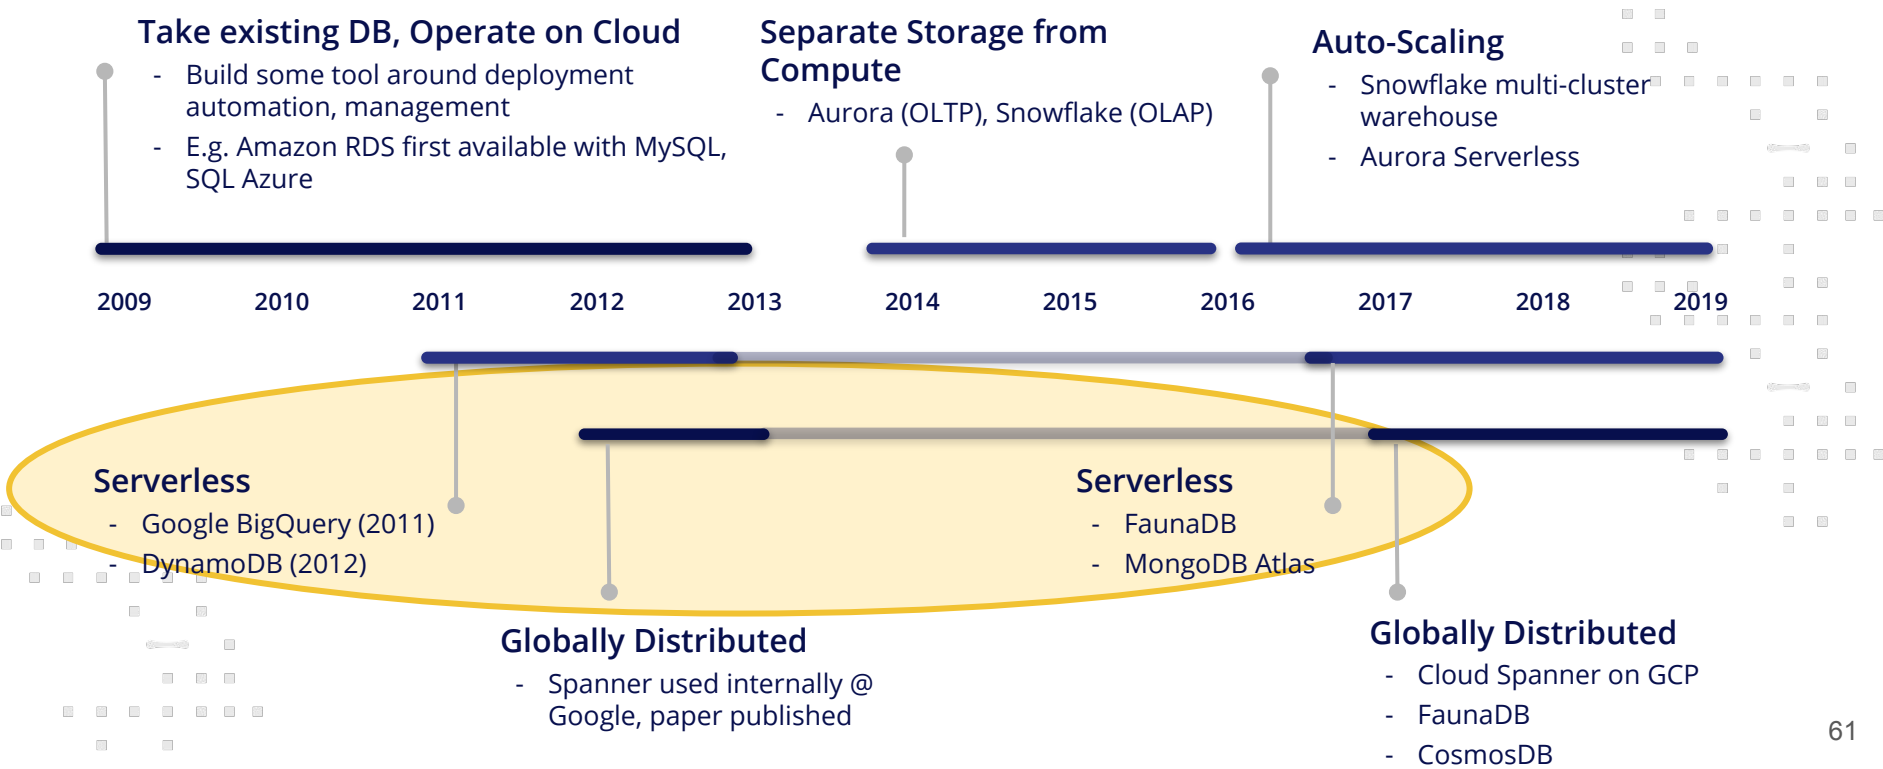 Take existing DB, Operate on Cloud
- Build some tool around deployment
automation, management
- E.g. Amazon RDS first available with MySQL,
SQL Azure
Separate Storage from
Compute
- Aurora (OLTP), Snowflake (OLAP)
Auto-Scaling
- Snowflake multi-cluster
warehouse
- Aurora Serverless
2009 2010 2011 2012 2013 2014 2015 2016 2017 2018 2019
Serverless
- Google BigQuery (2011)
- DynamoDB (2012)
Serverless
- FaunaDB
- MongoDB Atlas
Globally Distributed
- Spanner used internally @
Google, paper published
Globally Distributed
- Cloud Spanner on GCP
- FaunaDB
- CosmosDB
61